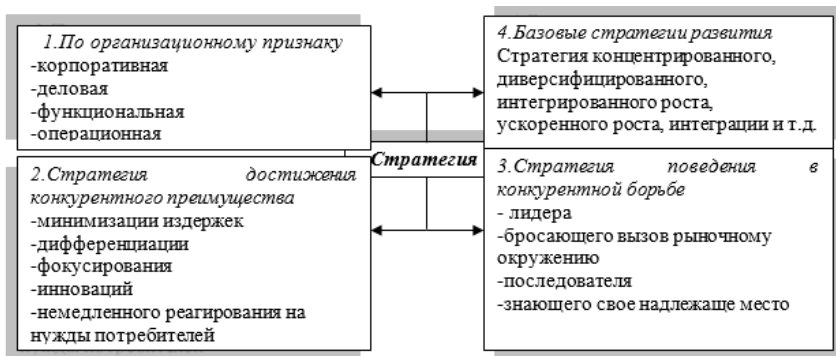 1.По организационному признаку
-корпоративная
-деловая
-функциональная
-операционная
2.Стратегия достижения
конкурентного преимущества
-минимизации издержек
-дифференциации
-фокусирования
-инноваций
-немедленного реагирования на
нужды потребителей
Стратегия
4.Базовые стратегии развития
Стратегия концентрированного,
диверсифицированного,
интегрированного роста,
ускоренного роста, интеграции и т.д.
3.Стратегия поведения в
конкурентной борьбе
- лидера
-бросающего вызов рыночному
окружению
-последователя
-знающего свое надлежаще место